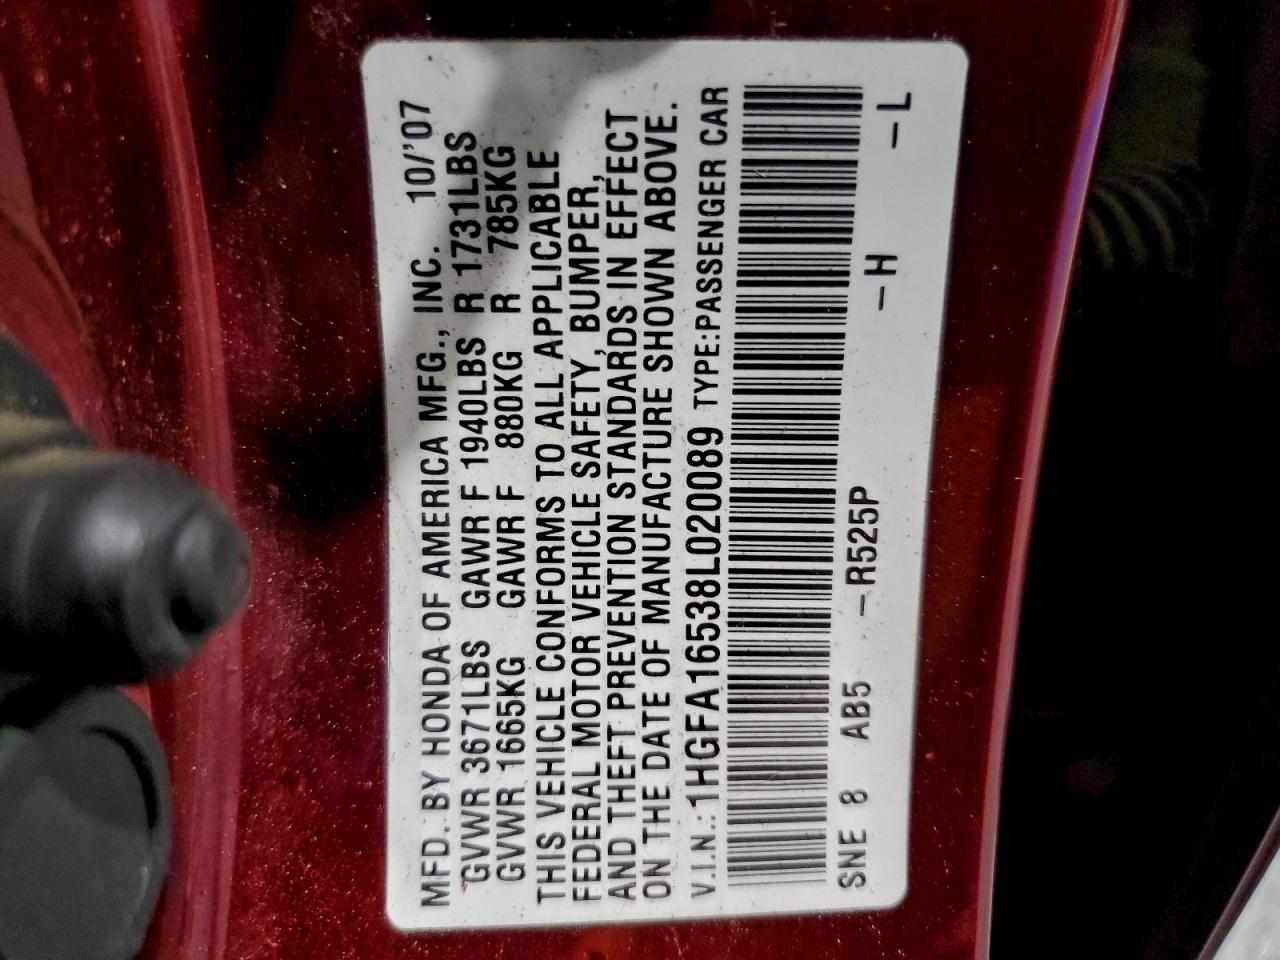 MFD. BY HONDA OF AMERICA MFG., INC. 10/'07
GVWR 3671LBS GAWR F 1940LBS R 1731LBS
GVWR 1665KG GAWR F 880KG R 785KG
THIS VEHICLE CONFORMS TO ALL APPLICABLE
FEDERAL MOTOR VEHICLE SAFETY, BUMPER,
AND THEFT PREVENTION STANDARDS IN EFFECT
ON THE DATE OF MANUFACTURE SHOWN ABOVE.
V.I.N.: 1HGFA16538L020089 TYPE:PASSENGER CAR
SNE 8 AB5 -R525P -H -L